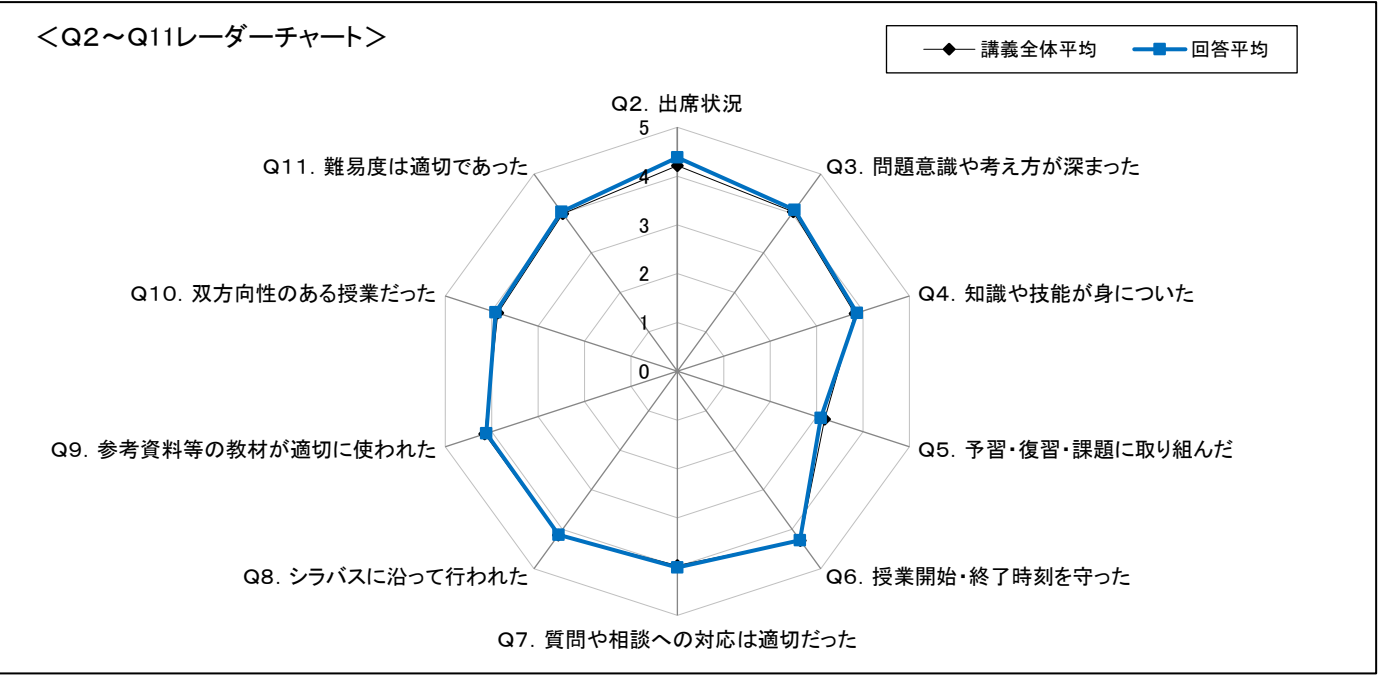 ＜Q2～Q11レーダーチャート＞
講義全体平均
回答平均
Q2．出席状況
Q3．問題意識や考え方が深まった
Q4．知識や技能が身についた
Q5．予習・復習・課題に取り組んだ
Q6．授業開始・終了時刻を守った
Q7．質問や相談への対応は適切だった
Q8．シラバスに沿って行われた
Q9．参考資料等の教材が適切に使われた
Q10．双方向性のある授業だった
Q11．難易度は適切であった
5
4
3
2
1
0